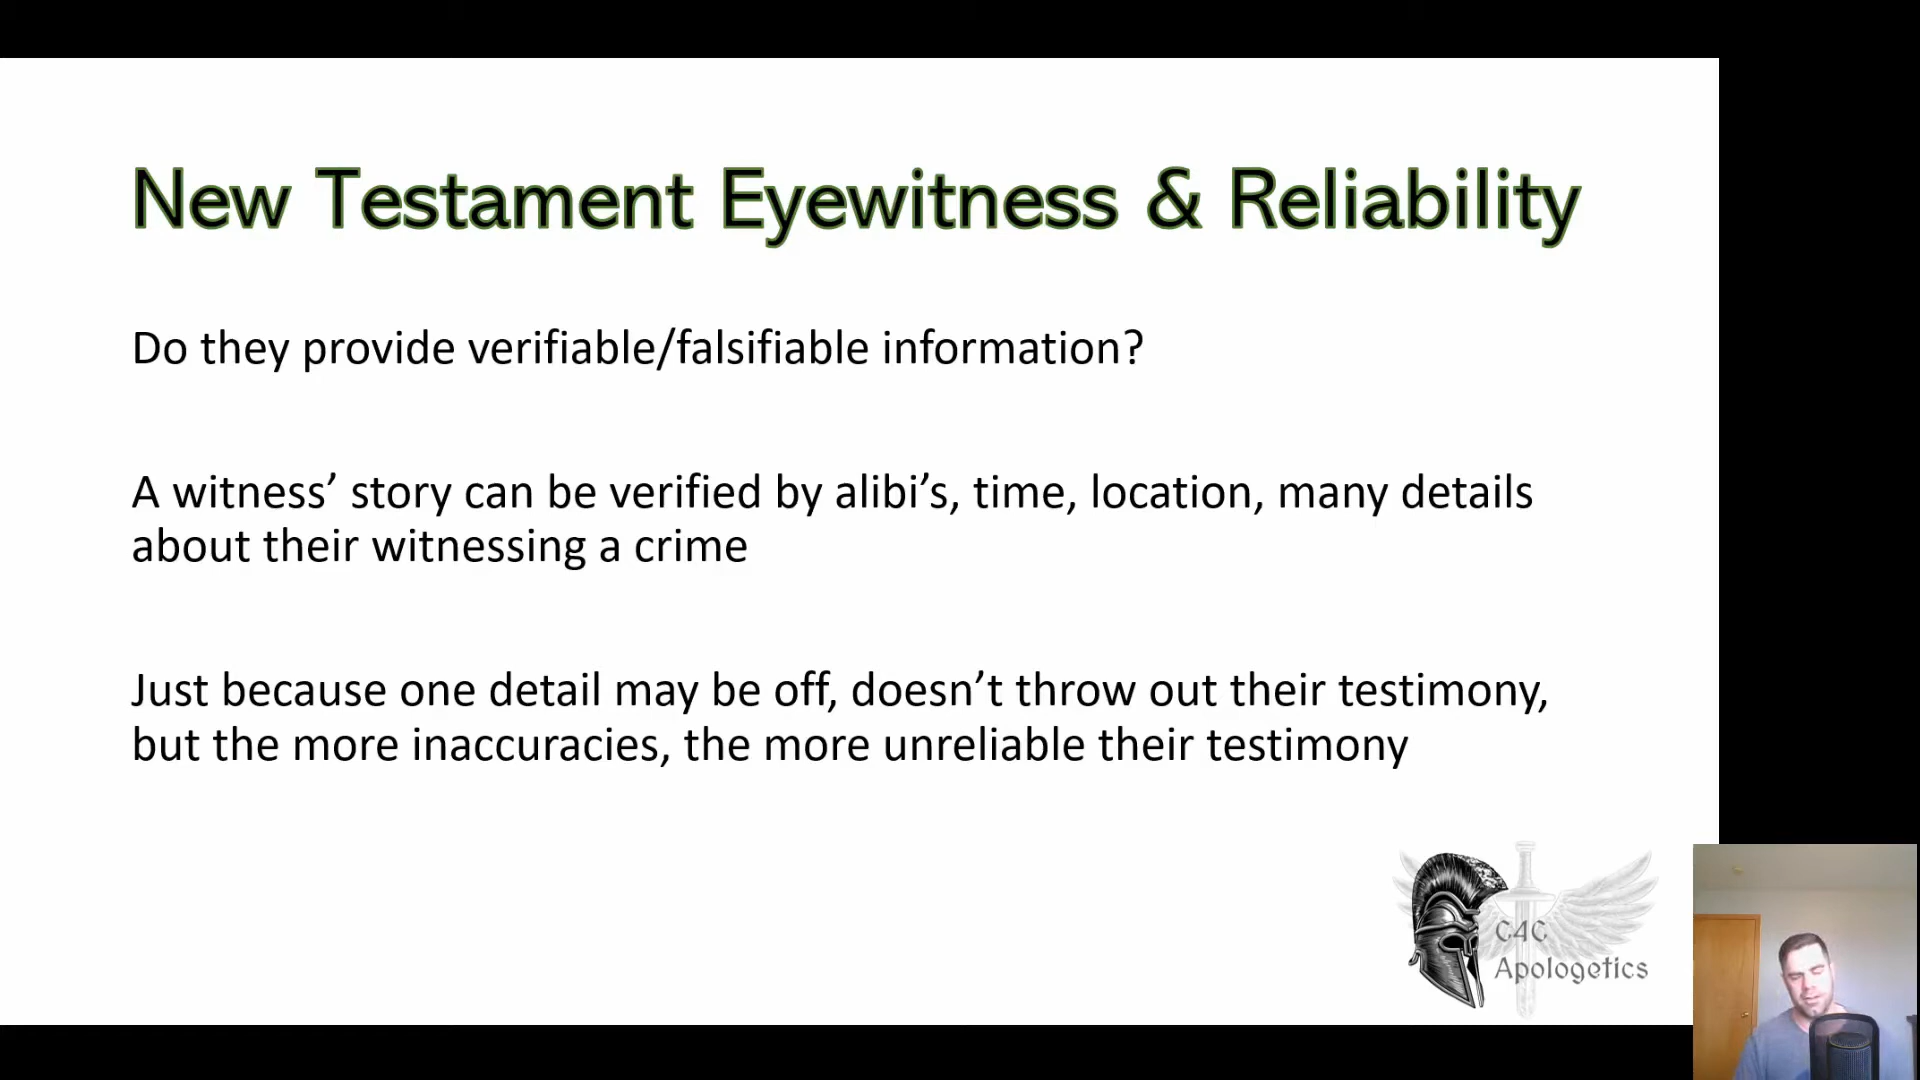 New Testament Eyewitness & Reliability
Do they provide verifiable/falsifiable information?
A witness’ story can be verified by alibi’s, time, location, many details
about their witnessing a crime
Just because one detail may be off, doesn’t throw out their testimony,
but the more inaccuracies, the more unreliable their testimony
C4C
Apologetics